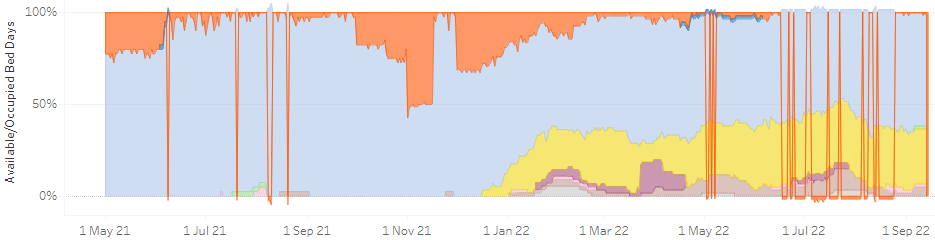 Available/Occupied Bed Days
100%
50%
0%
1 May 21
1 Jul 21
1 Sep 21
1 Nov 21
1 Jan 22
1 Mar 22
1 May 22
1 Jul 22
1 Sep 22